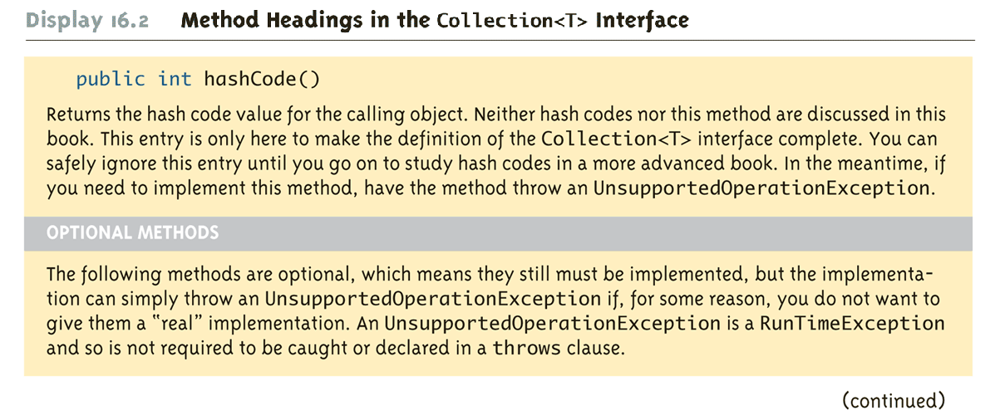 Display 16.2 Method Headings in the Collection<T> Interface
public int hashCode()
Returns the hash code value for the calling object. Neither hash codes nor this method are discussed in this
book. This entry is only here to make the definition of the Collection<T> interface complete. You can
safely ignore this entry until you go on to study hash codes in a more advanced book. In the meantime, if
you need to implement this method, have the method throw an UnsupportedOperationException.
OPTIONAL METHODS
The following methods are optional, which means they still must be implemented, but the implementa-
tion can simply throw an UnsupportedOperationException if, for some reason, you do not want to
give them a “real” implementation. An UnsupportedOperationException is a RunTimeException
and so is not required to be caught or declared in a throws clause.
(continued)